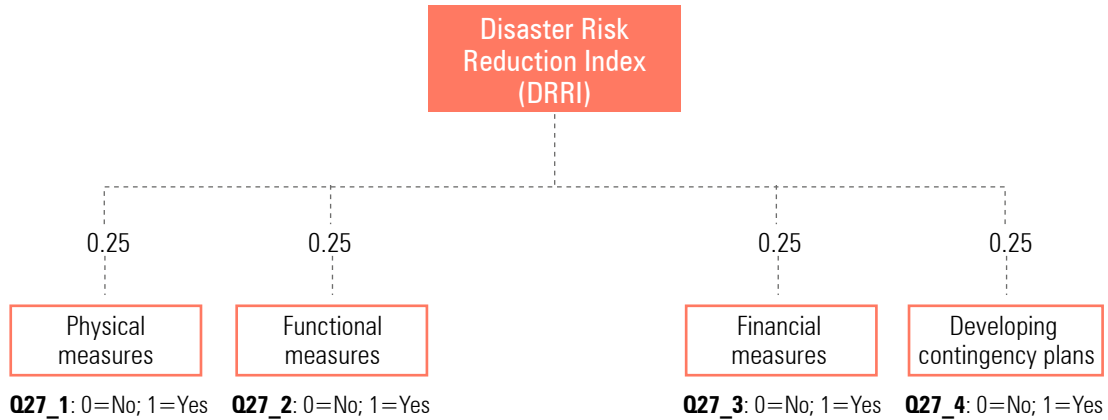 Disaster Risk
Reduction Index
(DRRI)
0.25
0.25
0.25
0.25
Physical
measures
Functional
measures
Financial
measures
Developing
contingency plans
Q27_1: 0=No; 1=Yes
Q27_2: 0=No; 1=Yes
Q27_3: 0=No; 1=Yes
Q27_4: 0=No; 1=Yes